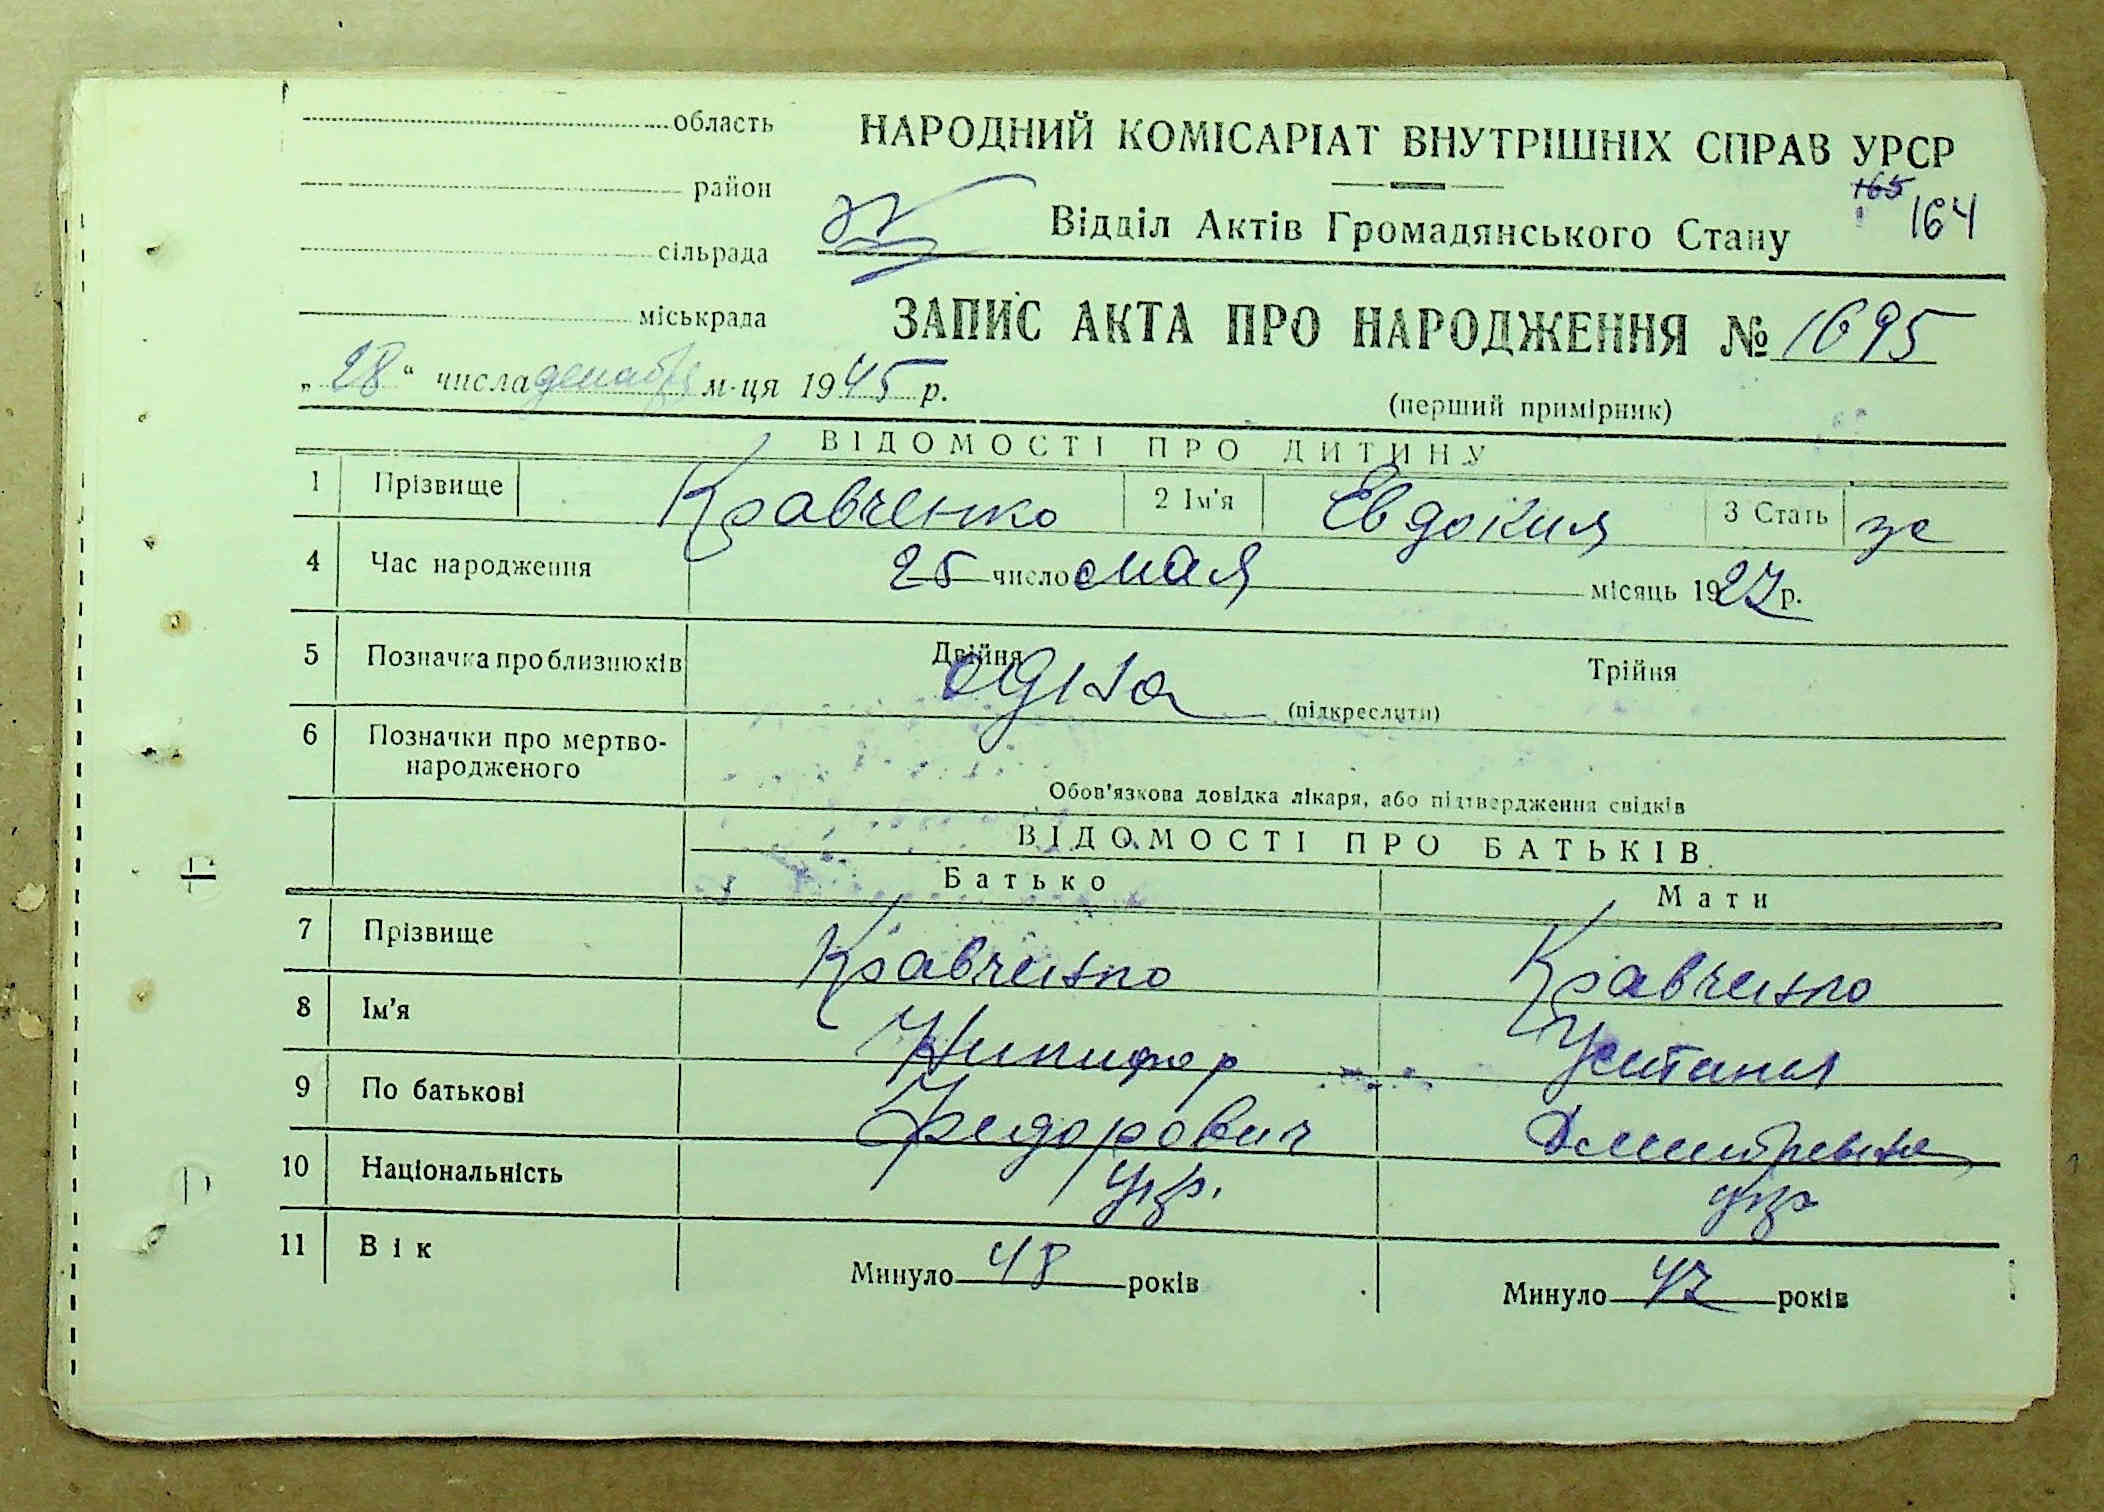 область
НАРОДНИЙ КОМІСАРІАТ ВНУТРІШНІХ СПРАВ УРСР
район
165
164
Відділ Актів Громадянського Стану
сільрада
міськрада
ЗАПИС АКТА ПРО НАРОДЖЕННЯ № 1695
„28“ числа декабря м-ця 1945 р.
(перший примірник)
ВІДОМОСТІ ПРО ДИТИНУ
1 Прізвище Кравченко 2 Ім'я Евдокия 3 Стать
4 Час народження 25 число мая місяць 1927 р.
5 Позначка про близнюків Двійня Трійня
одна (підкреслити)
6 Позначки про мертво-
народженого
Обов'язкова довідка лікаря, або підтвердження свідків
ВІДОМОСТІ ПРО БАТЬКІВ
Батько Мати
7 Прізвище Кравченко Кравченко
8 Ім'я Никифор Устинья
9 По батькові Федорович Дмитревна
10 Національність укр. укр
11 Вік Минуло 48 років Минуло 47 років